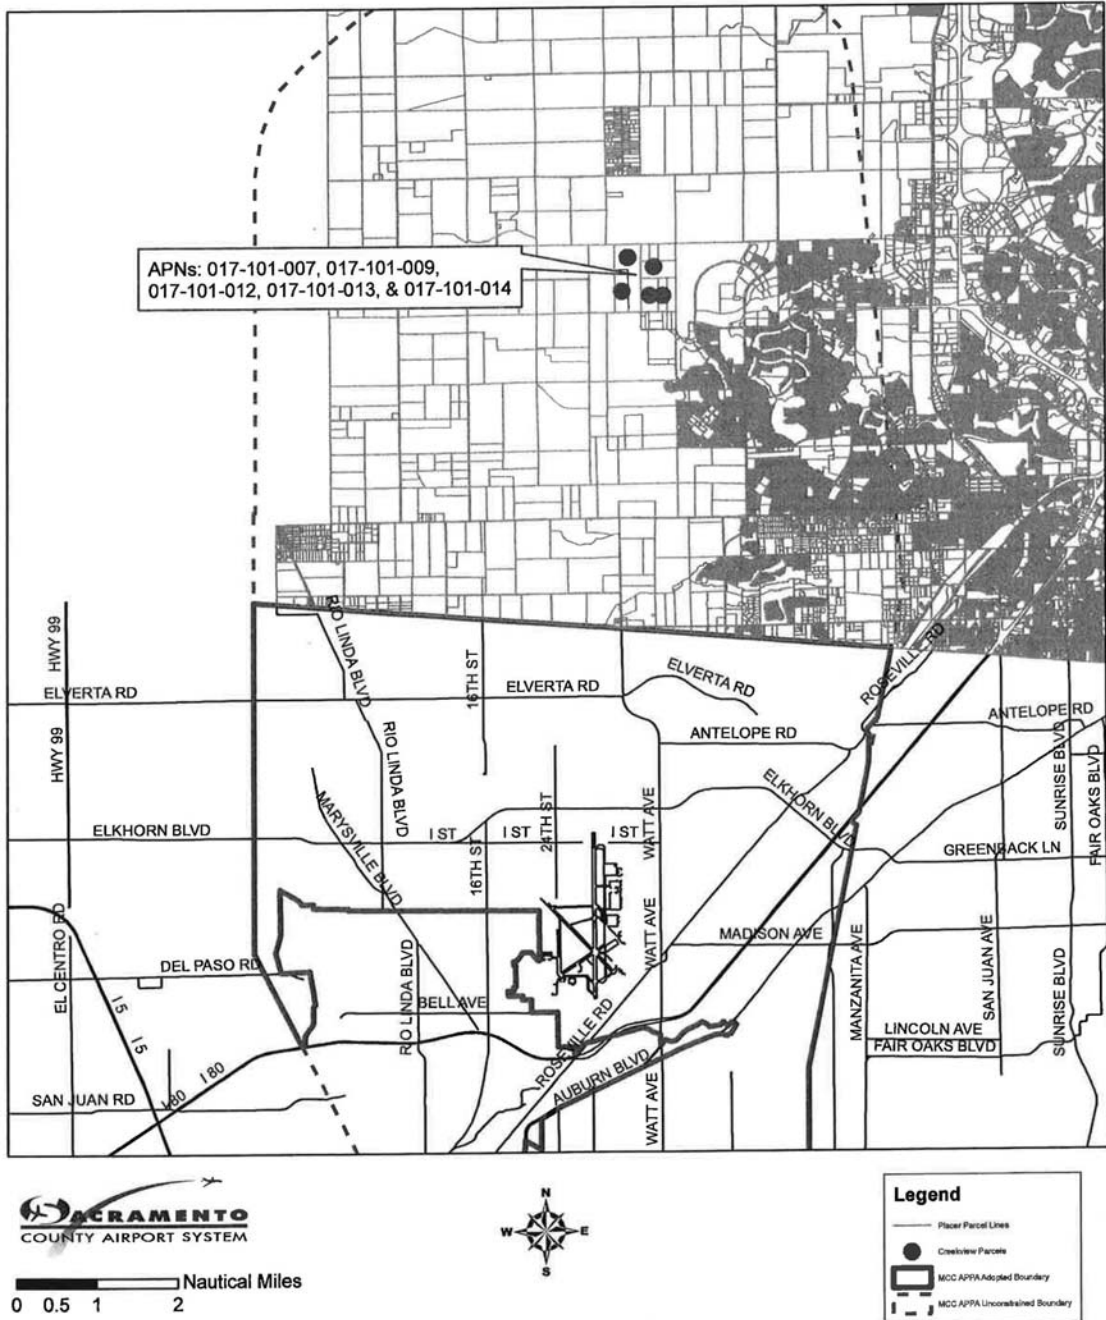 APNs: 017-101-007, 017-101-009,
017-101-012, 017-101-013, & 017-101-014
HWY 99
RIO LINDA BLVD
16TH ST
ELVERTA RD
ELVERTA RD
ELVERTA RD
ROSEVILLE RD
ANTELOPE RD
ANTELOPE RD
HWY 99
RIO LINDA BLVD
SUNRISE BLVD
FAIR OAKS BLVD
MARYSVILLE BLVD
24TH ST
ELKHORN BLVD
WATT AVE
ELKHORN BLVD
I ST
I ST
I ST
16TH ST
GREENBACK LN
EL CENTRO RD
DEL PASO RD
RIO LINDA BLVD
WATT AVE
MADISON AVE
MANZANITA AVE
SAN JUAN AVE
SUNRISE BLVD
I 5
I 5
BELL AVE
ROSEVILLE RD
LINCOLN AVE
FAIR OAKS BLVD
I 80
I 80
SAN JUAN RD
AUBURN BLVD
WATT AVE
SACRAMENTO
COUNTY AIRPORT SYSTEM
Nautical Miles
0 0.5 1 2
N
W E
S
Legend
Placer Parcel Lines
Creekview Parcels
MCC APPA Adopted Boundary
MCC APPA Unconstrained Boundary